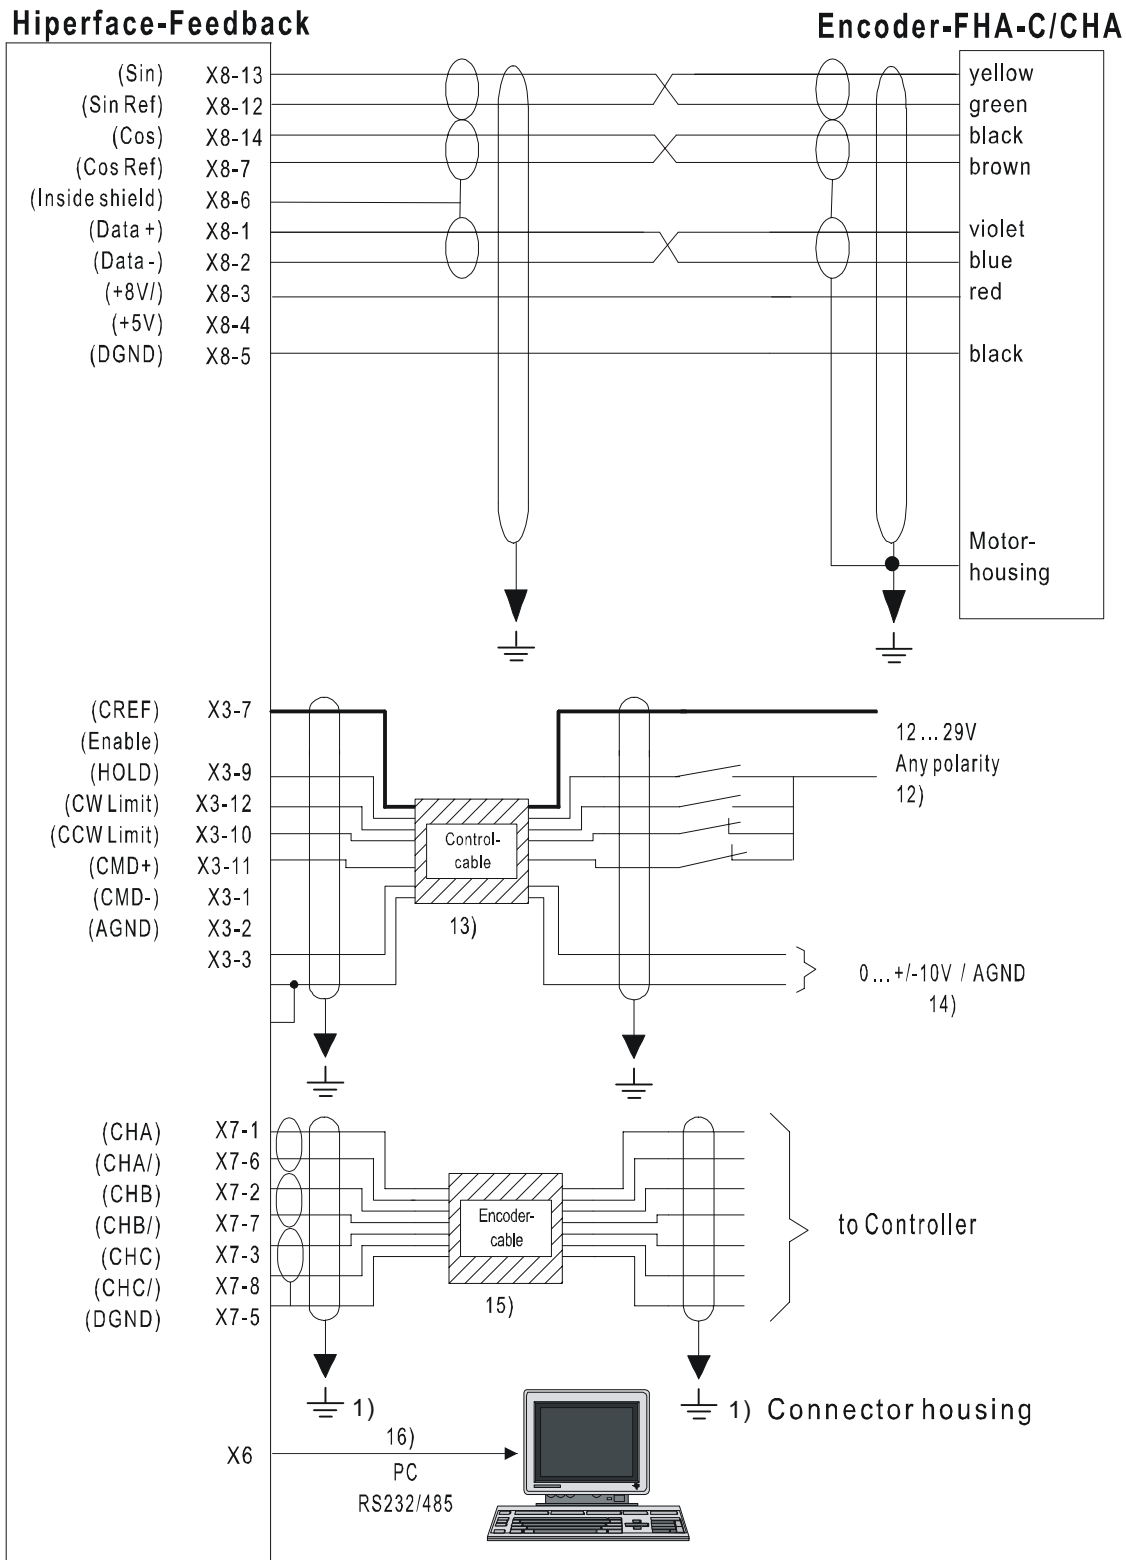 Hiperface-Feedback
Encoder-FHA-C/CHA
(Sin) X8-13 yellow
(Sin Ref) X8-12 green
(Cos) X8-14 black
(Cos Ref) X8-7 brown
(Inside shield) X8-6
(Data +) X8-1 violet
(Data -) X8-2 blue
(+8V/) X8-3 red
(+5V) X8-4
(DGND) X8-5 black
Motor-
housing
(CREF) X3-7
(Enable)
(HOLD) X3-9
(CW Limit) X3-12
(CCW Limit) X3-10
(CMD+) X3-11
(CMD-) X3-1
(AGND) X3-2
X3-3
12 ... 29V
Any polarity
12)
Control-
cable
13)
0 ... +/-10V / AGND
14)
(CHA) X7-1
(CHA/) X7-6
(CHB) X7-2
(CHB/) X7-7
(CHC) X7-3
(CHC/) X7-8
(DGND) X7-5
Encoder-
cable
15)
to Controller
1)
1) Connector housing
X6
16)
PC
RS232/485